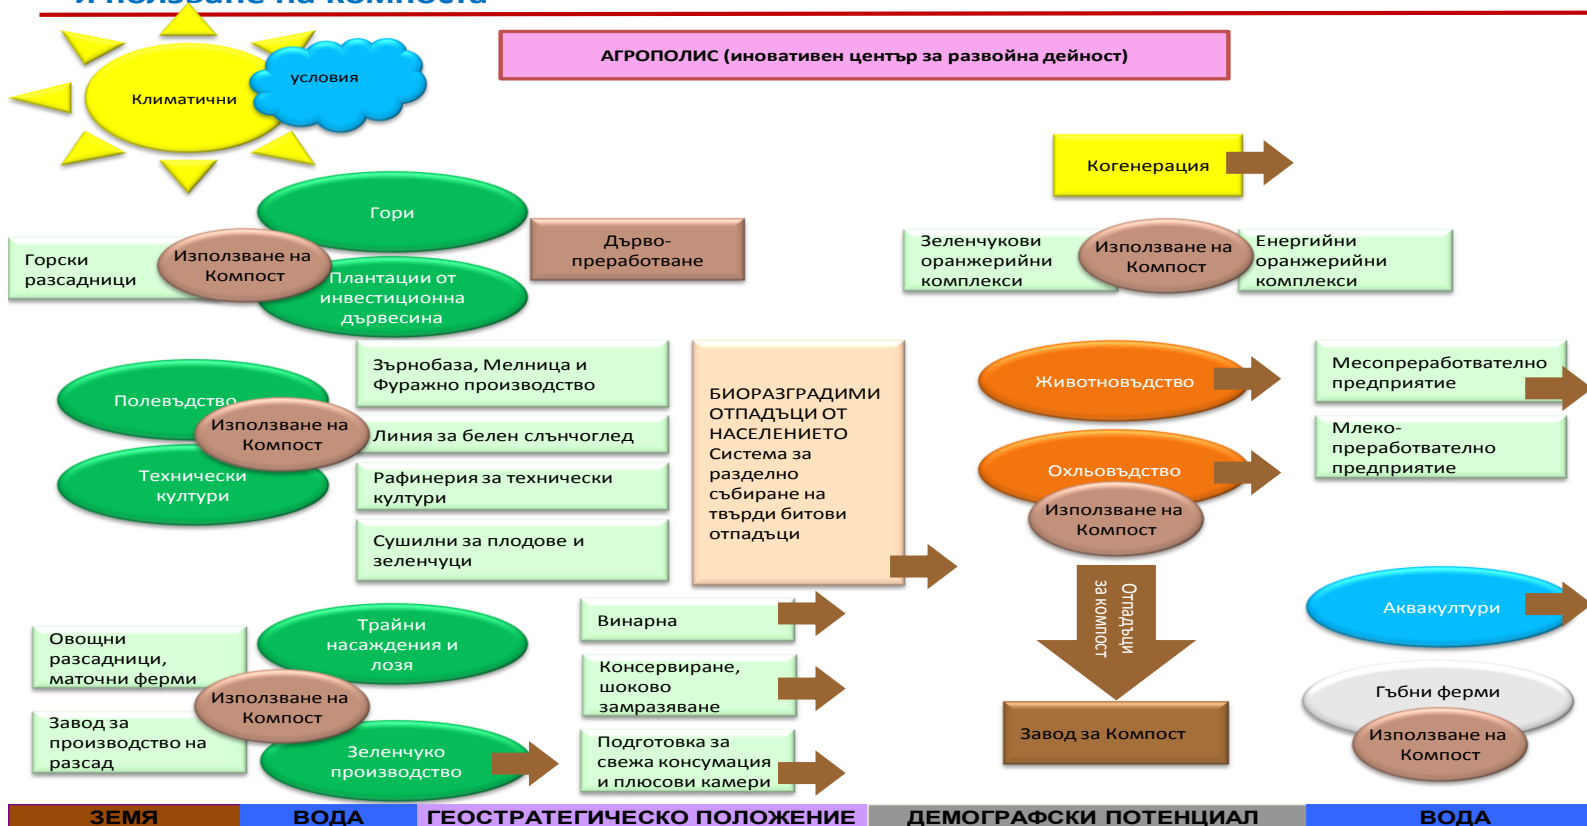 и ползване на компоста
АГРОПОЛИС (иновативен център за развойна дейност)
условия
Климатични
Когенерация
Гори
Дърво-
преработване
Горски
разсадници
Използване на
Компост
Плантации от
инвестиционна
дървесина
Зеленчукови
оранжерийни
комплекси
Използване на
Компост
Енергийни
оранжерийни
комплекси
Полевъдство
Използване на
Компост
Технически
култури
Зърнобаза, Мелница и
Фуражно производство
Линия за белен слънчоглед
Рафинерия за технически
култури
Сушилни за плодове и
зеленчуци
БИОРАЗГРАДИМИ
ОТПАДЪЦИ ОТ
НАСЕЛЕНИЕТО
Система за
разделно
събиране на
твърди битови
отпадъци
Животновъдство
Охльовъдство
Използване на
Компост
Месопреработвателно
предприятие
Млеко-
преработвателно
предприятие
Отпадъци
за компост
Завод за Компост
Аквакултури
Гъбни ферми
Използване на
Компост
Овощни
разсадници,
маточни ферми
Завод за
производство на
разсад
Трайни
насаждения и
лозя
Използване на
Компост
Зеленчуко
производство
Винарна
Консервиране,
шоково
замразяване
Подготовка за
свежа консумация
и плюсови камери
ЗЕМЯ
ВОДА
ГЕОСТРАТЕГИЧЕСКО ПОЛОЖЕНИЕ
ДЕМОГРАФСКИ ПОТЕНЦИАЛ
ВОДА